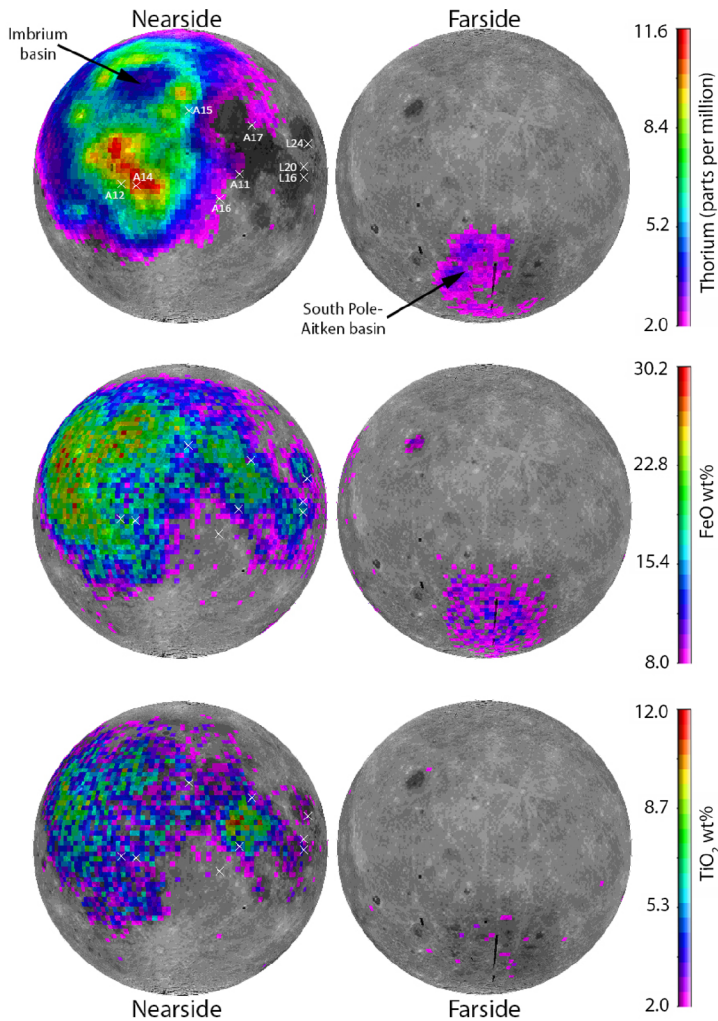 Nearside
Farside
Imbrium
basin
A15
A17
L24
A14
A12
A11
L20
L16
A16
South Pole-
Aitken basin
11.6
8.4
5.2
2.0
Thorium (parts per million)
30.2
22.8
15.4
8.0
FeO wt%
12.0
8.7
5.3
2.0
TiO₂ wt%
Nearside
Farside